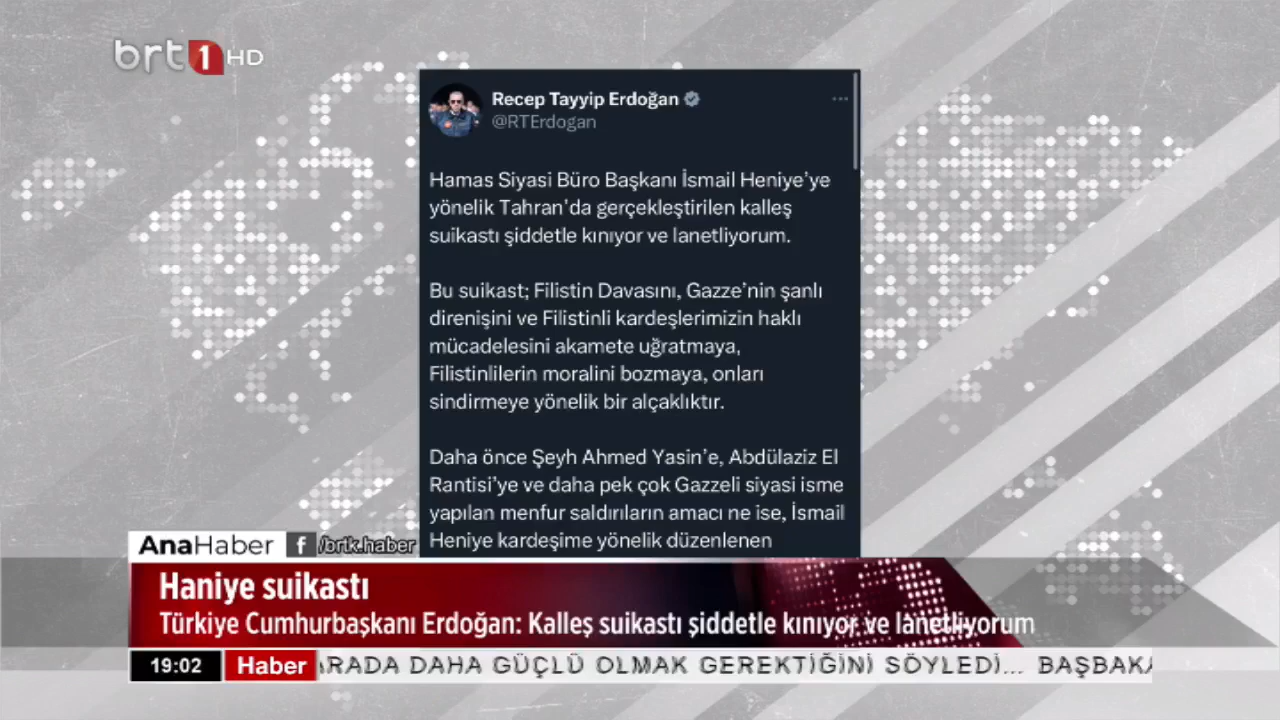 brt1 HD
Recep Tayyip Erdoğan
@RTErdogan
Hamas Siyasi Büro Başkanı İsmail Heniye'ye
yönelik Tahran'da gerçekleştirilen kalleş
suikastı şiddetle kınıyor ve lanetliyorum.
Bu suikast; Filistin Davasını, Gazze'nin şanlı
direnişini ve Filistinli kardeşlerimizin haklı
mücadelesini akamete uğratmaya,
Filistinlilerin moralini bozmaya, onları
sindirmeye yönelik bir alçaklıktır.
Daha önce Şeyh Ahmed Yasin'e, Abdülaziz El
Rantisi'ye ve daha pek çok Gazzeli siyasi isme
yapılan menfur saldırıların amacı ne ise, İsmail
Heniye kardeşime yönelik düzenlenen
AnaHaber f /brtk.haber
Haniye suikastı
Türkiye Cumhurbaşkanı Erdoğan: Kalleş suikastı şiddetle kınıyor ve lanetliyorum
19:02 Haber ARADA DAHA GÜÇLÜ OLMAK GEREKTİĞİNİ SÖYLEDİ... BAŞBAKA